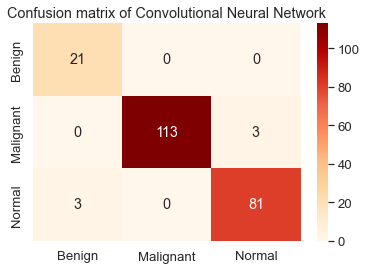 Confusion matrix of Convolutional Neural Network
Benign 21 0 0
Malignant 0 113 3
Normal 3 0 81
Benign Malignant Normal
100
80
60
40
20
0